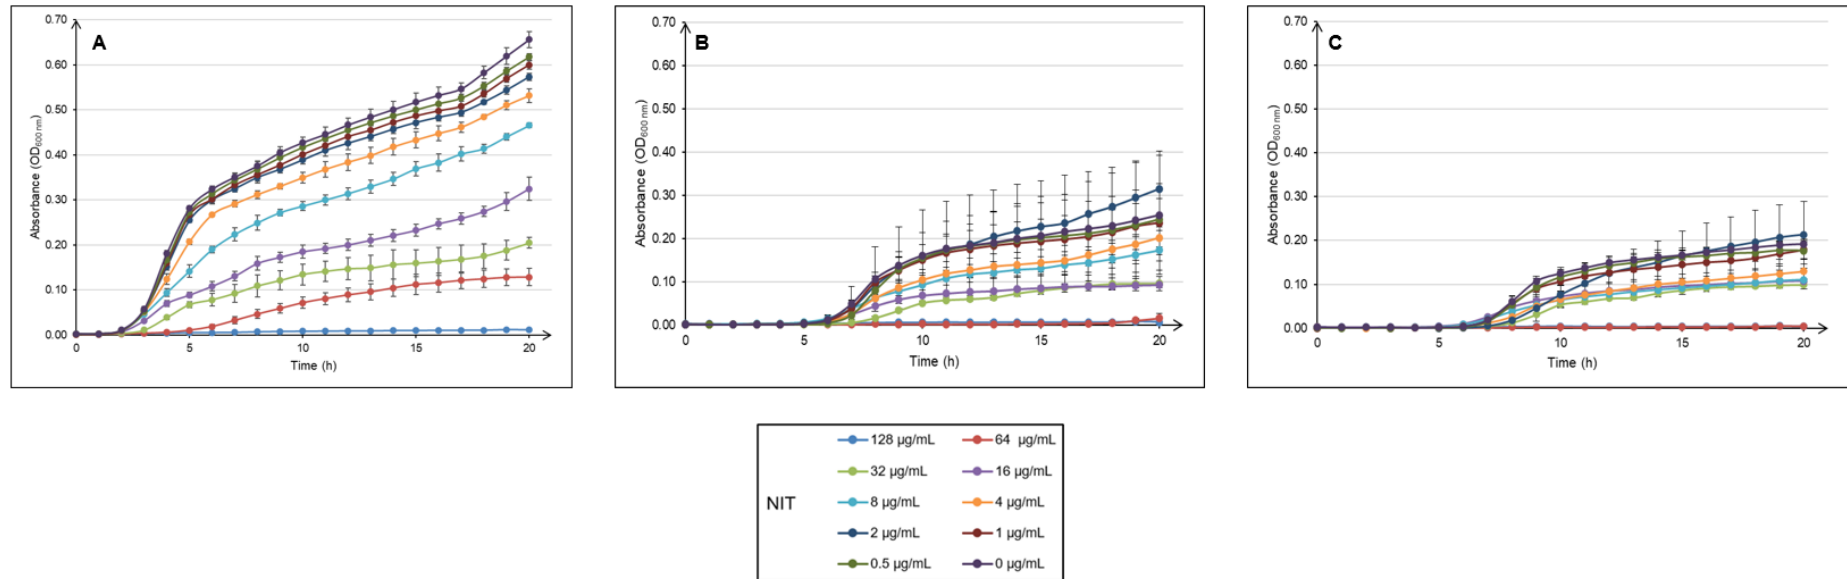 A
0.70
0.60
0.50
0.40
0.30
0.20
0.10
0.00
Absorbance (OD600 nm)
0 5 10 15 20
Time (h)
B
0.70
0.60
0.50
0.40
0.30
0.20
0.10
0.00
Absorbance (OD600 nm)
0 5 10 15 20
Time (h)
C
0.70
0.60
0.50
0.40
0.30
0.20
0.10
0.00
Absorbance (OD600 nm)
0 5 10 15 20
Time (h)
NIT
128 µg/mL 64 µg/mL
32 µg/mL 16 µg/mL
8 µg/mL 4 µg/mL
2 µg/mL 1 µg/mL
0.5 µg/mL 0 µg/mL